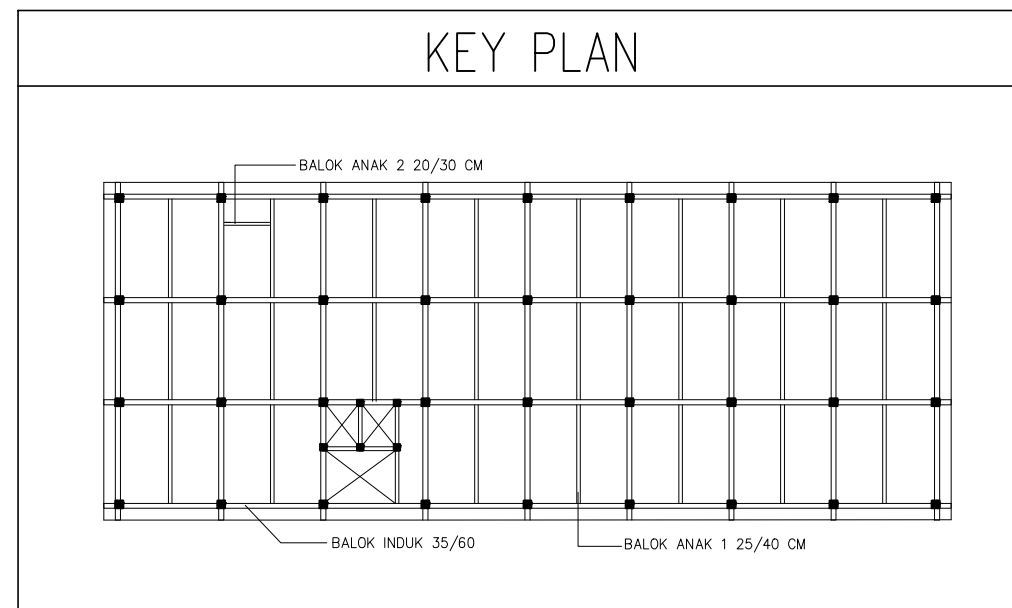 KEY PLAN
BALOK ANAK 2 20/30 CM
BALOK INDUK 35/60
BALOK ANAK 1 25/40 CM